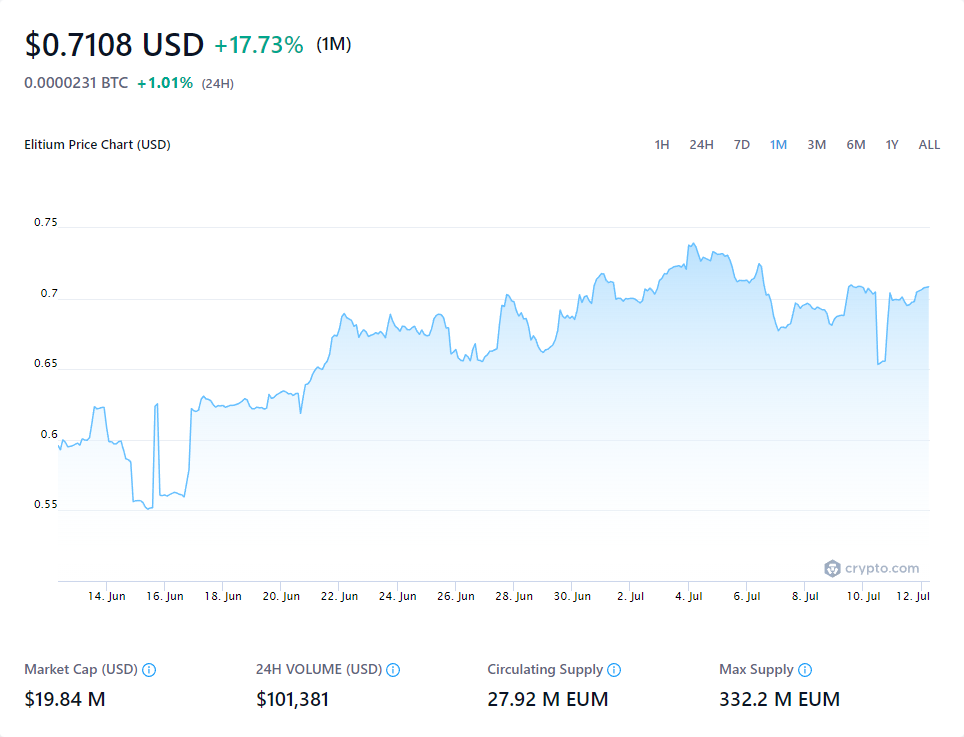 $0.7108 USD +17.73% (1M)
0.0000231 BTC +1.01% (24H)
Elitium Price Chart (USD) 1H 24H 7D 1M 3M 6M 1Y ALL
0.75
0.7
0.65
0.6
0.55
crypto.com
14. Jun 16. Jun 18. Jun 20. Jun 22. Jun 24. Jun 26. Jun 28. Jun 30. Jun 2. Jul 4. Jul 6. Jul 8. Jul 10. Jul 12. Jul
Market Cap (USD) 24H VOLUME (USD) Circulating Supply Max Supply
$19.84 M $101,381 27.92 M EUM 332.2 M EUM